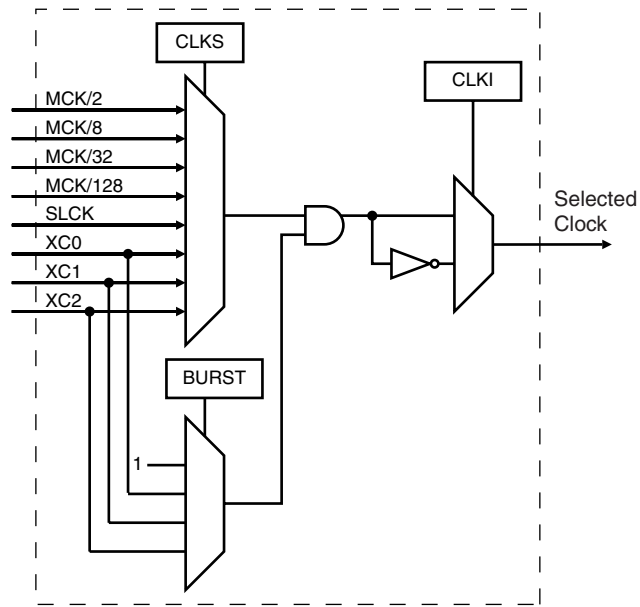 CLKS
CLKI
MCK/2
MCK/8
MCK/32
MCK/128
SLCK
XC0
XC1
XC2
Selected
Clock
BURST
1